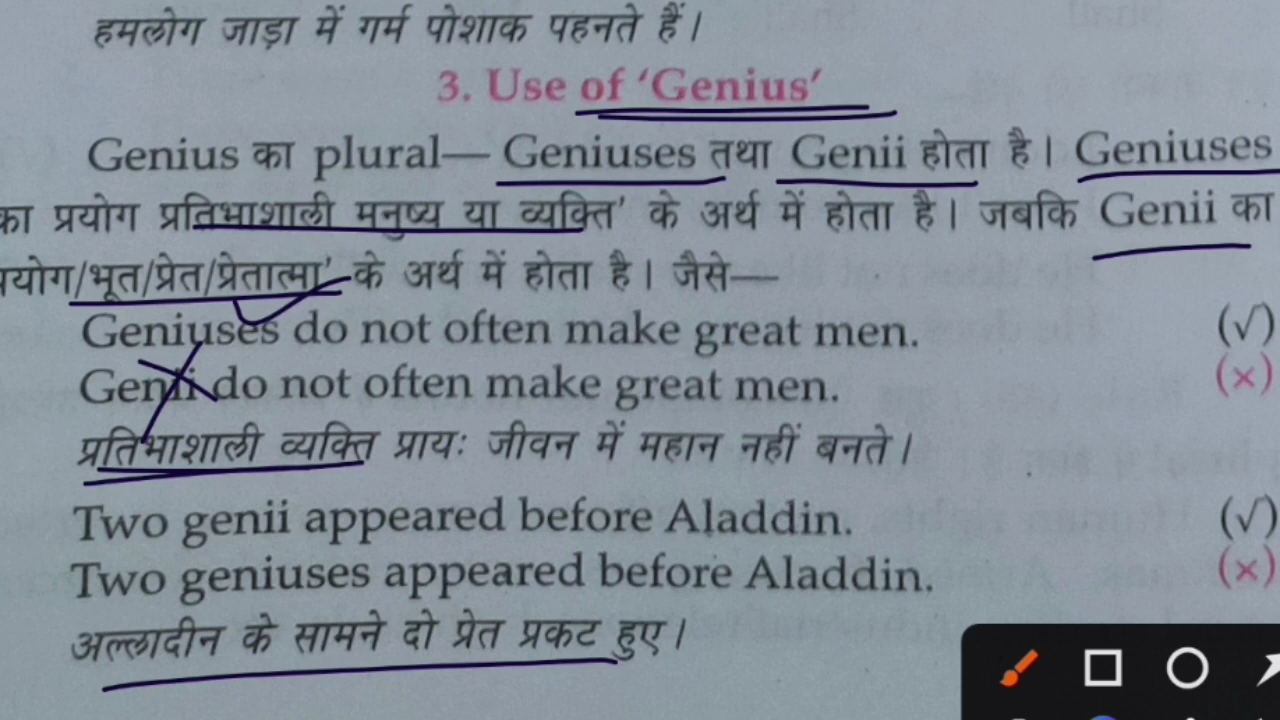 हमलोग जाड़ा में गर्म पोशाक पहनते हैं।
3. Use of ‘Genius’
Genius का plural— Geniuses तथा Genii होता है। Geniuses
का प्रयोग प्रतिभाशाली मनुष्य या व्यक्ति’ के अर्थ में होता है। जबकि Genii का
प्रयोग/भूत/प्रेत/प्रेतात्मा’ के अर्थ में होता है। जैसे—
Geniuses do not often make great men. (√)
Genii do not often make great men. (×)
प्रतिभाशाली व्यक्ति प्रायः जीवन में महान नहीं बनते।
Two genii appeared before Aladdin. (√)
Two geniuses appeared before Aladdin. (×)
अल्लादीन के सामने दो प्रेत प्रकट हुए।